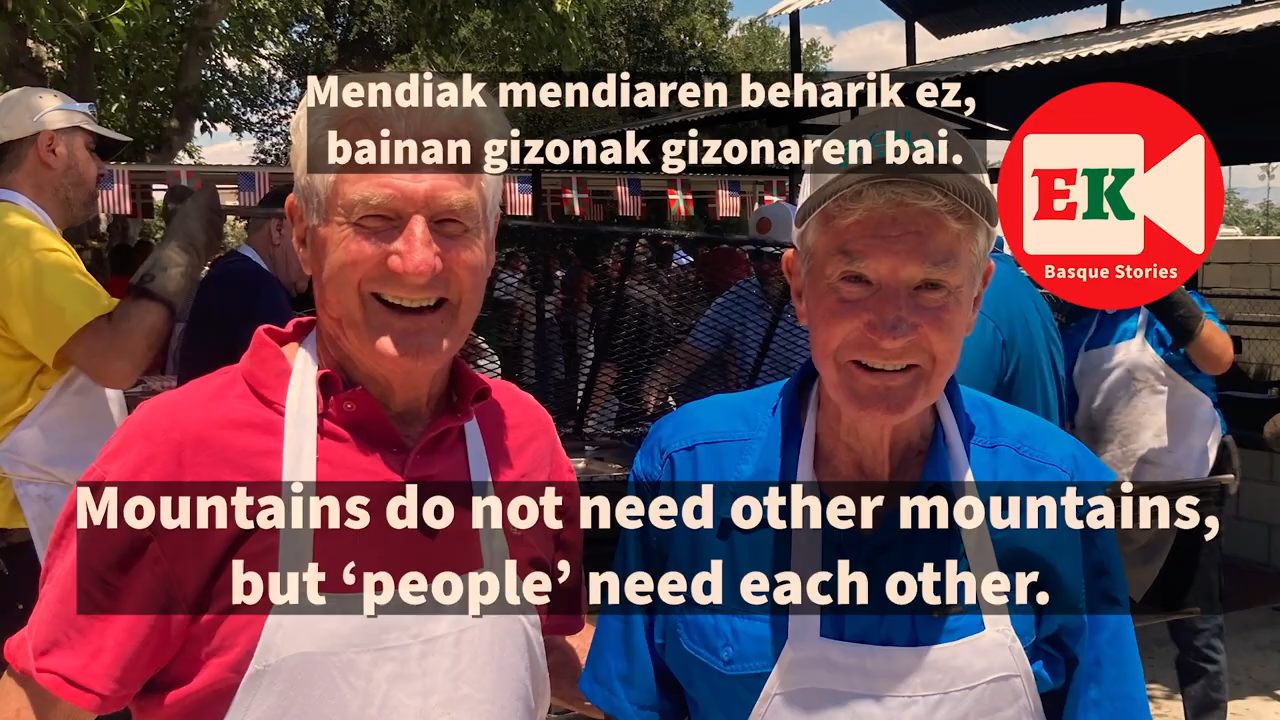 Mendiak mendiaren beharik ez,
bainan gizonak gizonaren bai.
EK
Basque Stories
Mountains do not need other mountains,
but ‘people’ need each other.